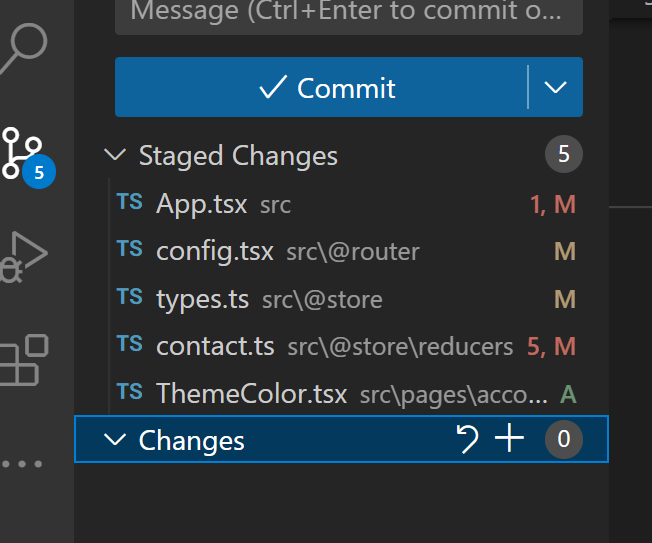 Message (Ctrl+Enter to commit o...
Commit
5
Staged Changes 5
TS App.tsx src 1, M
TS config.tsx src\@router M
TS types.ts src\@store M
TS contact.ts src\@store\reducers 5, M
TS ThemeColor.tsx src\pages\acco... A
Changes 0